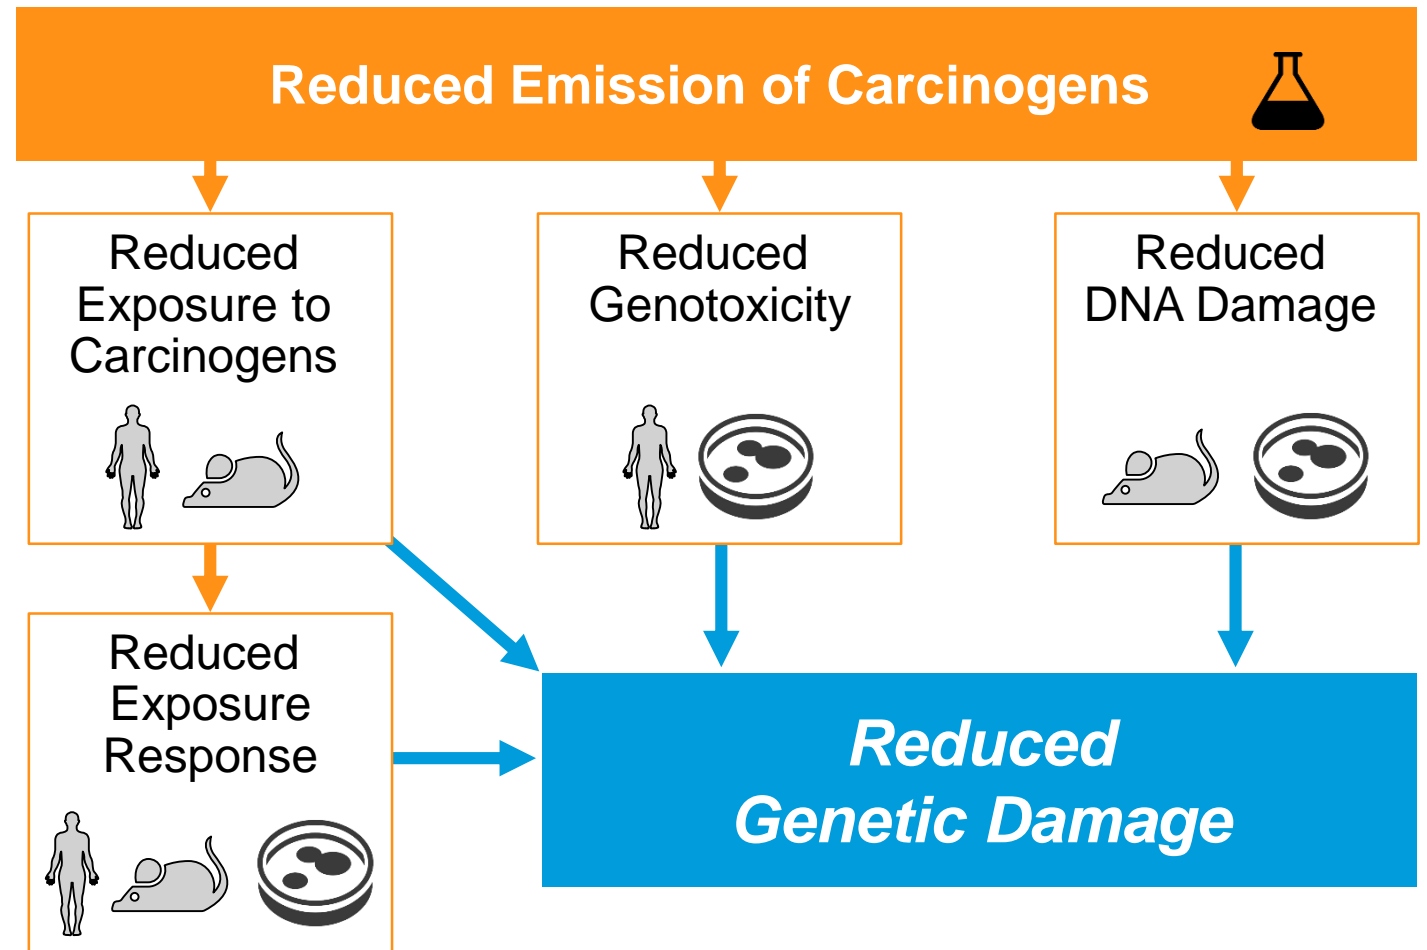 Reduced Emission of Carcinogens
Reduced
Exposure to
Carcinogens
Reduced
Genotoxicity
Reduced
DNA Damage
Reduced
Exposure
Response
Reduced
Genetic Damage